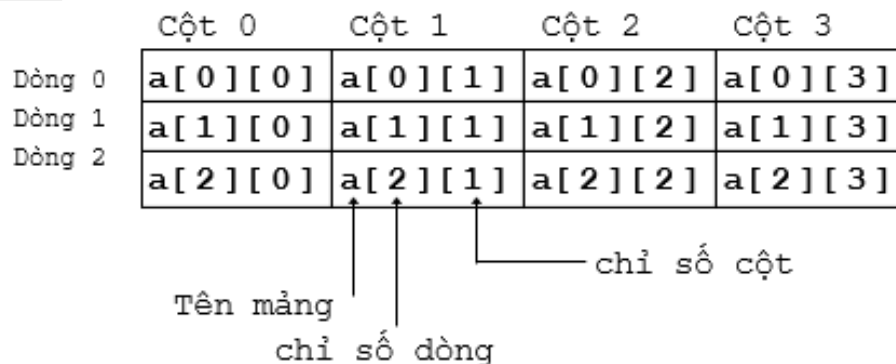 Cột 0 Cột 1 Cột 2 Cột 3
Dòng 0 a[0][0] a[0][1] a[0][2] a[0][3]
Dòng 1 a[1][0] a[1][1] a[1][2] a[1][3]
Dòng 2 a[2][0] a[2][1] a[2][2] a[2][3]
chỉ số cột
Tên mảng
chỉ số dòng